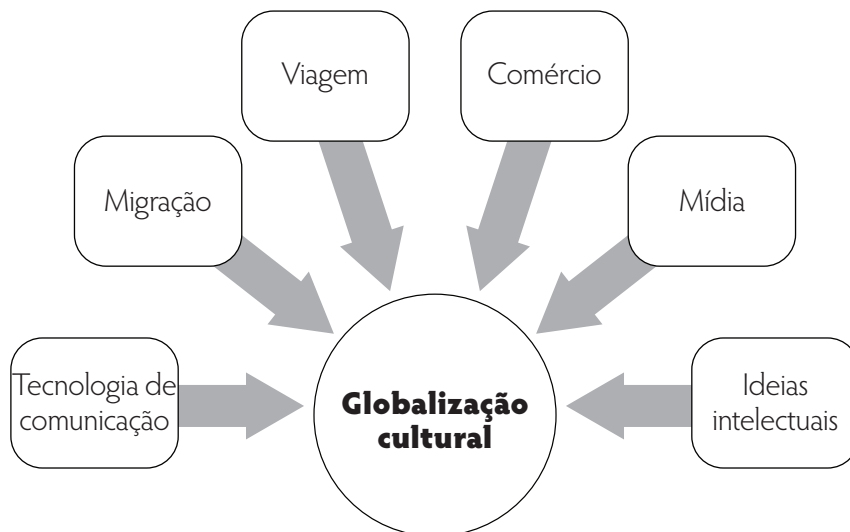 Viagem
Comércio
Migração
Mídia
Tecnologia de
comunicação
Globalização
cultural
Ideias
intelectuais